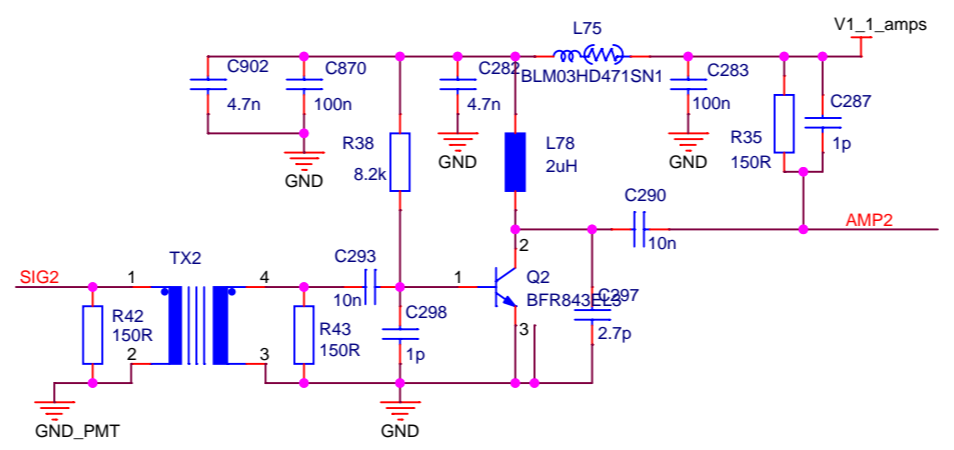 L75
V1_1_amps
C902
4.7n
C870
100n
C282
4.7n
BLM03HD471SN1
C283
100n
C287
1p
R38
8.2k
GND
GND
L78
2uH
GND
R35
150R
C290
10n
AMP2
SIG2
1
TX2
4
C293
10n
1
2
Q2
BFR843EL3
C297
2.7p
3
R42
150R
2
R43
150R
3
C298
1p
GND_PMT
GND